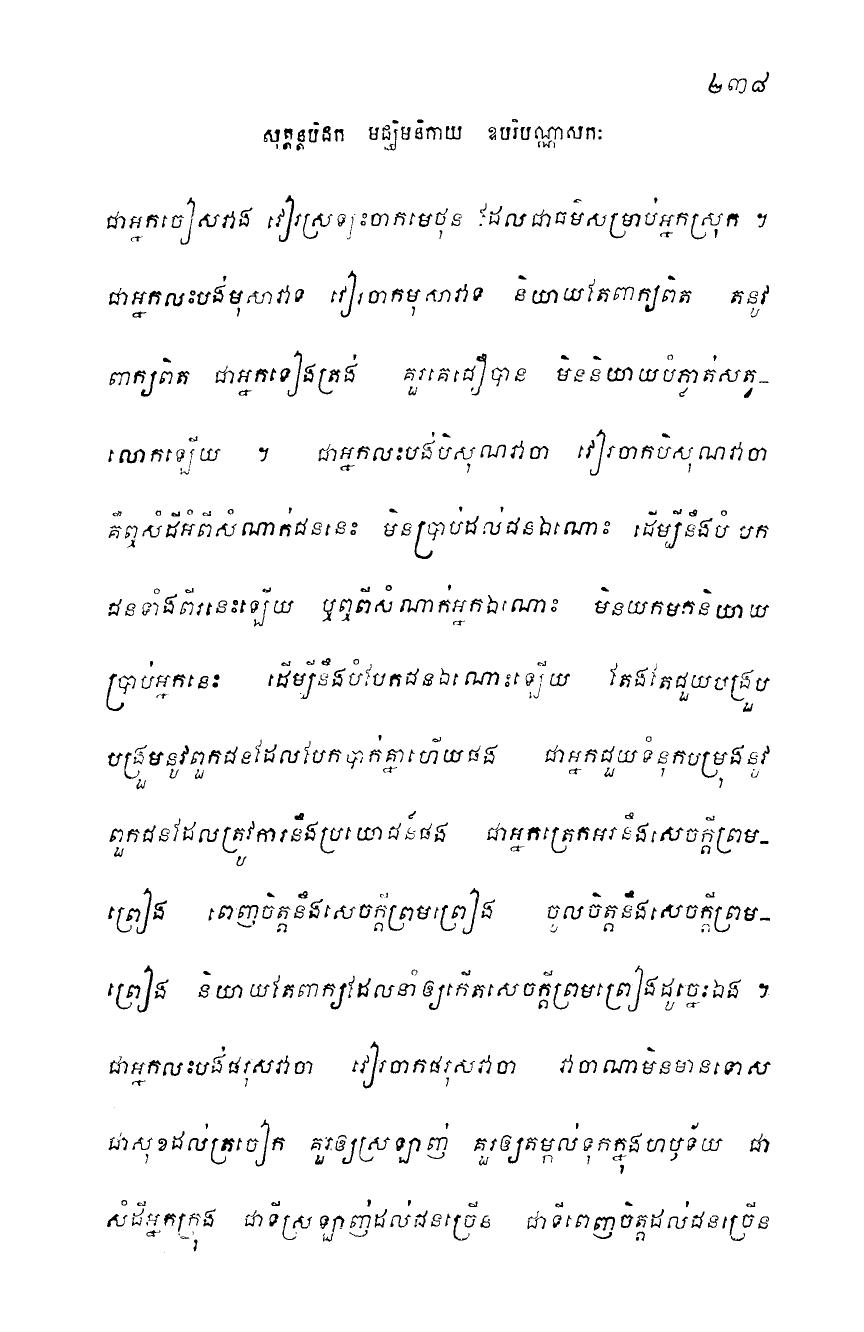 ២៣៨
សុត្តន្តបិដក មជ្ឈិមនិកាយ ឧបរិបណ្ណាសកៈ
ជាអ្នកចៀសវាង វៀរស្រឡះចាកមេថុន ដែលជាធម៌សម្រាប់អ្នកស្រុក ។
ជាអ្នកលះបង់មុសាវាទ វៀរចាកមុសាវាទ និយាយតែពាក្យពិត តនូវ
ពាក្យពិត ជាអ្នកទៀងត្រង់ គួរគេជឿបាន មិននិយាយបំភ្លាត់សត្វ-
លោកឡើយ ។ ជាអ្នកលះបង់បិសុណវាចា វៀរចាកបិសុណវាចា
គឺឮសំដីអំពីសំណាក់ជននេះ មិនប្រាប់ដល់ជនឯណោះ ដើម្បីនឹងបំ បក
ជនទាំងពីរនេះឡើយ ឬឮពីសំណាក់អ្នកឯណោះ មិនយកមកនិយាយ
ប្រាប់អ្នកនេះ ដើម្បីនឹងបំបែកជនឯណោះឡើយ តែងតែជួយបង្រួប
បង្រួមនូវពួកជនដែលបែកបាក់គ្នាហើយផង ជាអ្នកជួយទំនុកបម្រុងនូវ
ពួកជនដែលត្រូវការនឹងប្រយោជន៍ផង ជាអ្នកត្រេកអរនឹងសេចក្តីព្រម-
ព្រៀង ពេញចិត្តនឹងសេចក្តីព្រមព្រៀង ចូលចិត្តនឹងសេចក្តីព្រម-
ព្រៀង និយាយតែពាក្យដែលនាំឲ្យកើតសេចក្តីព្រមព្រៀងដូច្នេះឯង ។
ជាអ្នកលះបង់ផរុសវាចា វៀរចាកផរុសវាចា វាចាណាមិនមានទោស
ជាសុខដល់ត្រចៀក គួរឲ្យស្រឡាញ់ គួរឲ្យតម្កល់ទុកក្នុងហឫទ័យ ជា
សំដីអ្នកក្រុង ជាទីស្រឡាញ់ដល់ជនច្រើន ជាទីពេញចិត្តដល់ជនច្រើន